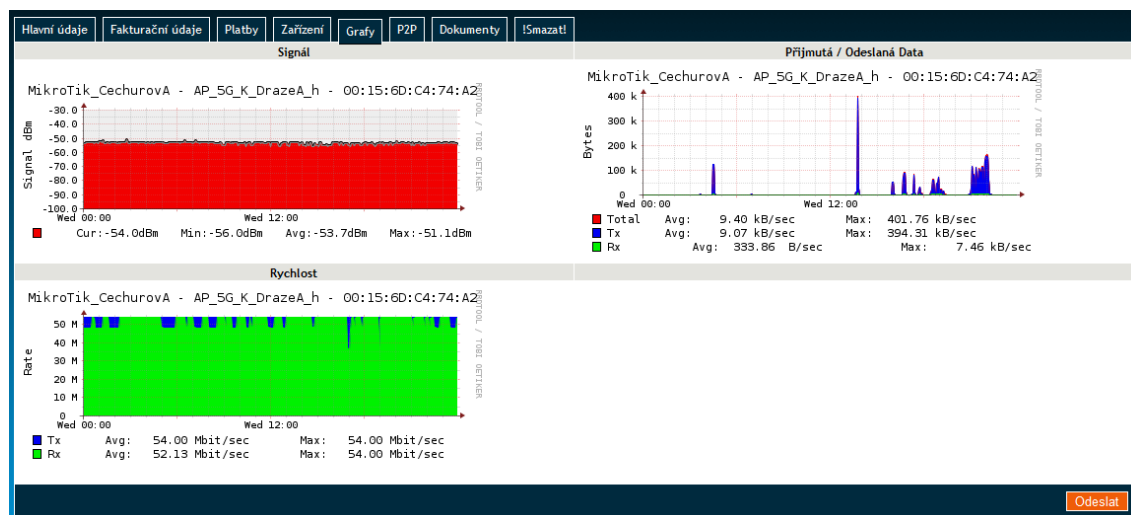 Hlavní údaje Fakturační údaje Platby Zařízení Grafy P2P Dokumenty !Smazat!
Signál
MikroTik_CechurovA - AP_5G_K_DrazeA_h - 00:15:6D:C4:74:A2
RRDTOOL / TOBI OETIKER
Signal dBm
-30.0
-40.0
-50.0
-60.0
-70.0
-80.0
-90.0
-100.0
Wed 00:00 Wed 12:00
Cur:-54.0dBm Min:-56.0dBm Avg:-53.7dBm Max:-51.1dBm
Přijmutá / Odeslaná Data
MikroTik_CechurovA - AP_5G_K_DrazeA_h - 00:15:6D:C4:74:A2
RRDTOOL / TOBI OETIKER
Bytes
400 k
300 k
200 k
100 k
0
Wed 00:00 Wed 12:00
Total Avg: 9.40 kB/sec Max: 401.76 kB/sec
Tx Avg: 9.07 kB/sec Max: 394.31 kB/sec
Rx Avg: 333.86 B/sec Max: 7.46 kB/sec
Rychlost
MikroTik_CechurovA - AP_5G_K_DrazeA_h - 00:15:6D:C4:74:A2
RRDTOOL / TOBI OETIKER
Rate
50 M
40 M
30 M
20 M
10 M
0
Wed 00:00 Wed 12:00
Tx Avg: 54.00 Mbit/sec Max: 54.00 Mbit/sec
Rx Avg: 52.13 Mbit/sec Max: 54.00 Mbit/sec
Odeslat